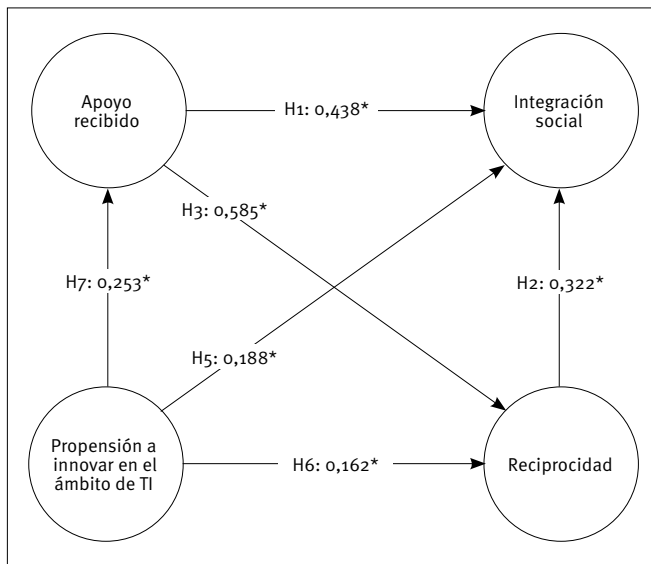 Apoyo
recibido
H1: 0,438*
Integración
social
H3: 0,585*
H7: 0,253*
H2: 0,322*
H5: 0,188*
Propensión a
innovar en el
ámbito de TI
H6: 0,162*
Reciprocidad